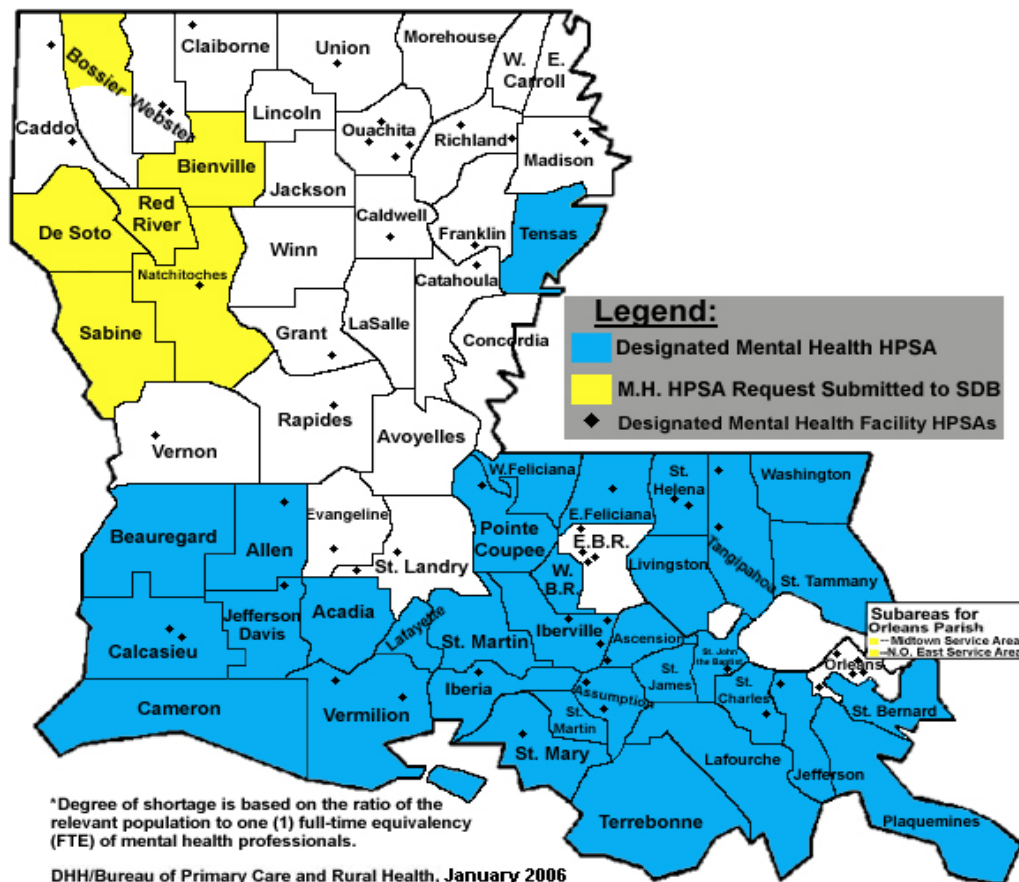 Claiborne
Union
Morehouse
W.
Carroll
E.
Bossier
Webster
Lincoln
Caddo
Ouachita
Richland
Madison
Bienville
Jackson
Red
River
Caldwell
De Soto
Franklin
Tensas
Winn
Natchitoches
Catahoula
Sabine
Grant
LaSalle
Concordia
Legend:
Designated Mental Health HPSA
M.H. HPSA Request Submitted to SDB
Designated Mental Health Facility HPSAs
Rapides
Avoyelles
Vernon
W.Feliciana
St.
Helena
Washington
Evangeline
E.Feliciana
Beauregard
Allen
Pointe
Coupee
E.B.R.
St. Landry
W.
B.R.
Livingston
Tangipahoa
St. Tammany
Jefferson
Davis
Acadia
Lafayette
St. Martin
Iberville
Ascension
Subareas for
Orleans Parish
--Midtown Service Area
--N.O. East Service Area
Calcasieu
St. John
the Baptist
Orleans
St.
James
St.
Charles
Cameron
Vermilion
Iberia
Assumption
St.
Martin
St. Bernard
St. Mary
Lafourche
Jefferson
Terrebonne
Plaquemines
*Degree of shortage is based on the ratio of the
relevant population to one (1) full-time equivalency
(FTE) of mental health professionals.
DHH/Bureau of Primary Care and Rural Health, January 2006